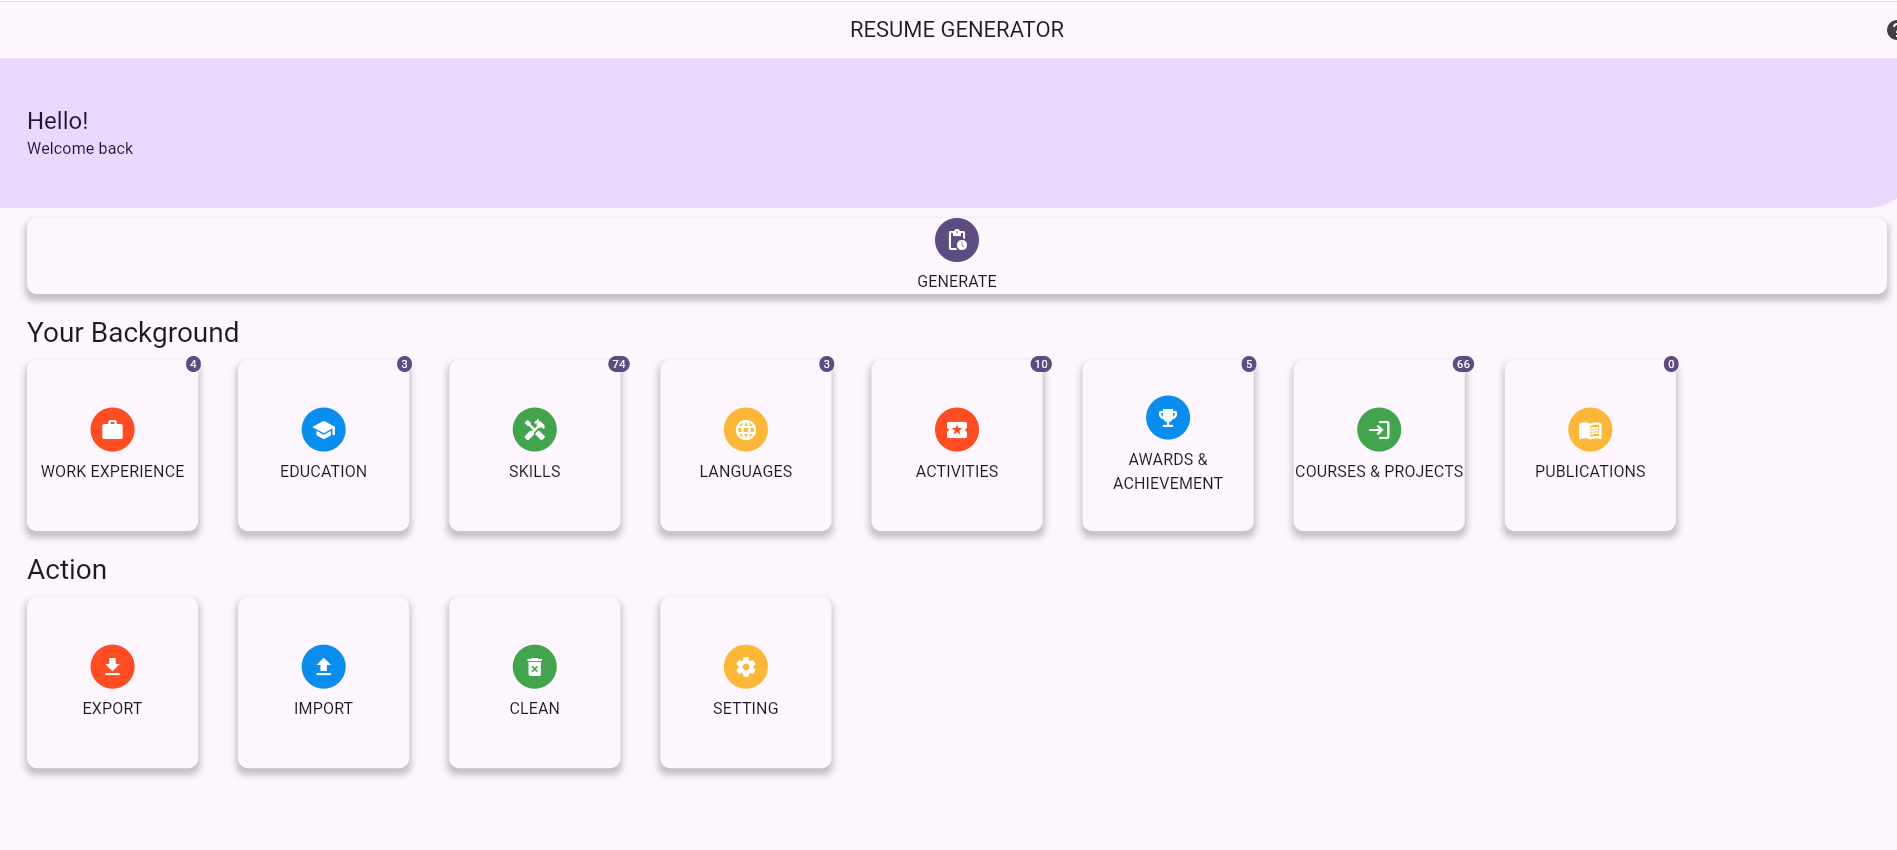 RESUME GENERATOR
Hello!
Welcome back
GENERATE
Your Background
4
3
74
3
10
5
66
0
WORK EXPERIENCE
EDUCATION
SKILLS
LANGUAGES
ACTIVITIES
AWARDS &
ACHIEVEMENT
COURSES & PROJECTS
PUBLICATIONS
Action
EXPORT
IMPORT
CLEAN
SETTING